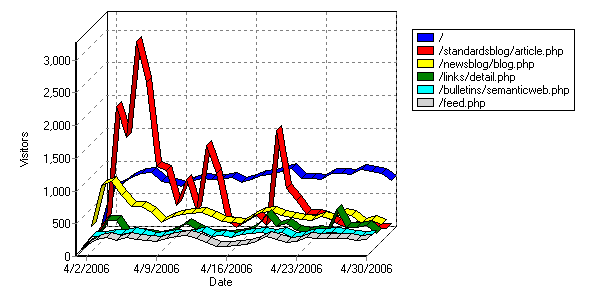 /
/standardsblog/article.php
/newsblog/blog.php
/links/detail.php
/bulletins/semanticweb.php
/feed.php
Visitors
3,000
2,500
2,000
1,500
1,000
500
0
4/2/2006 4/9/2006 4/16/2006 4/23/2006 4/30/2006
Date